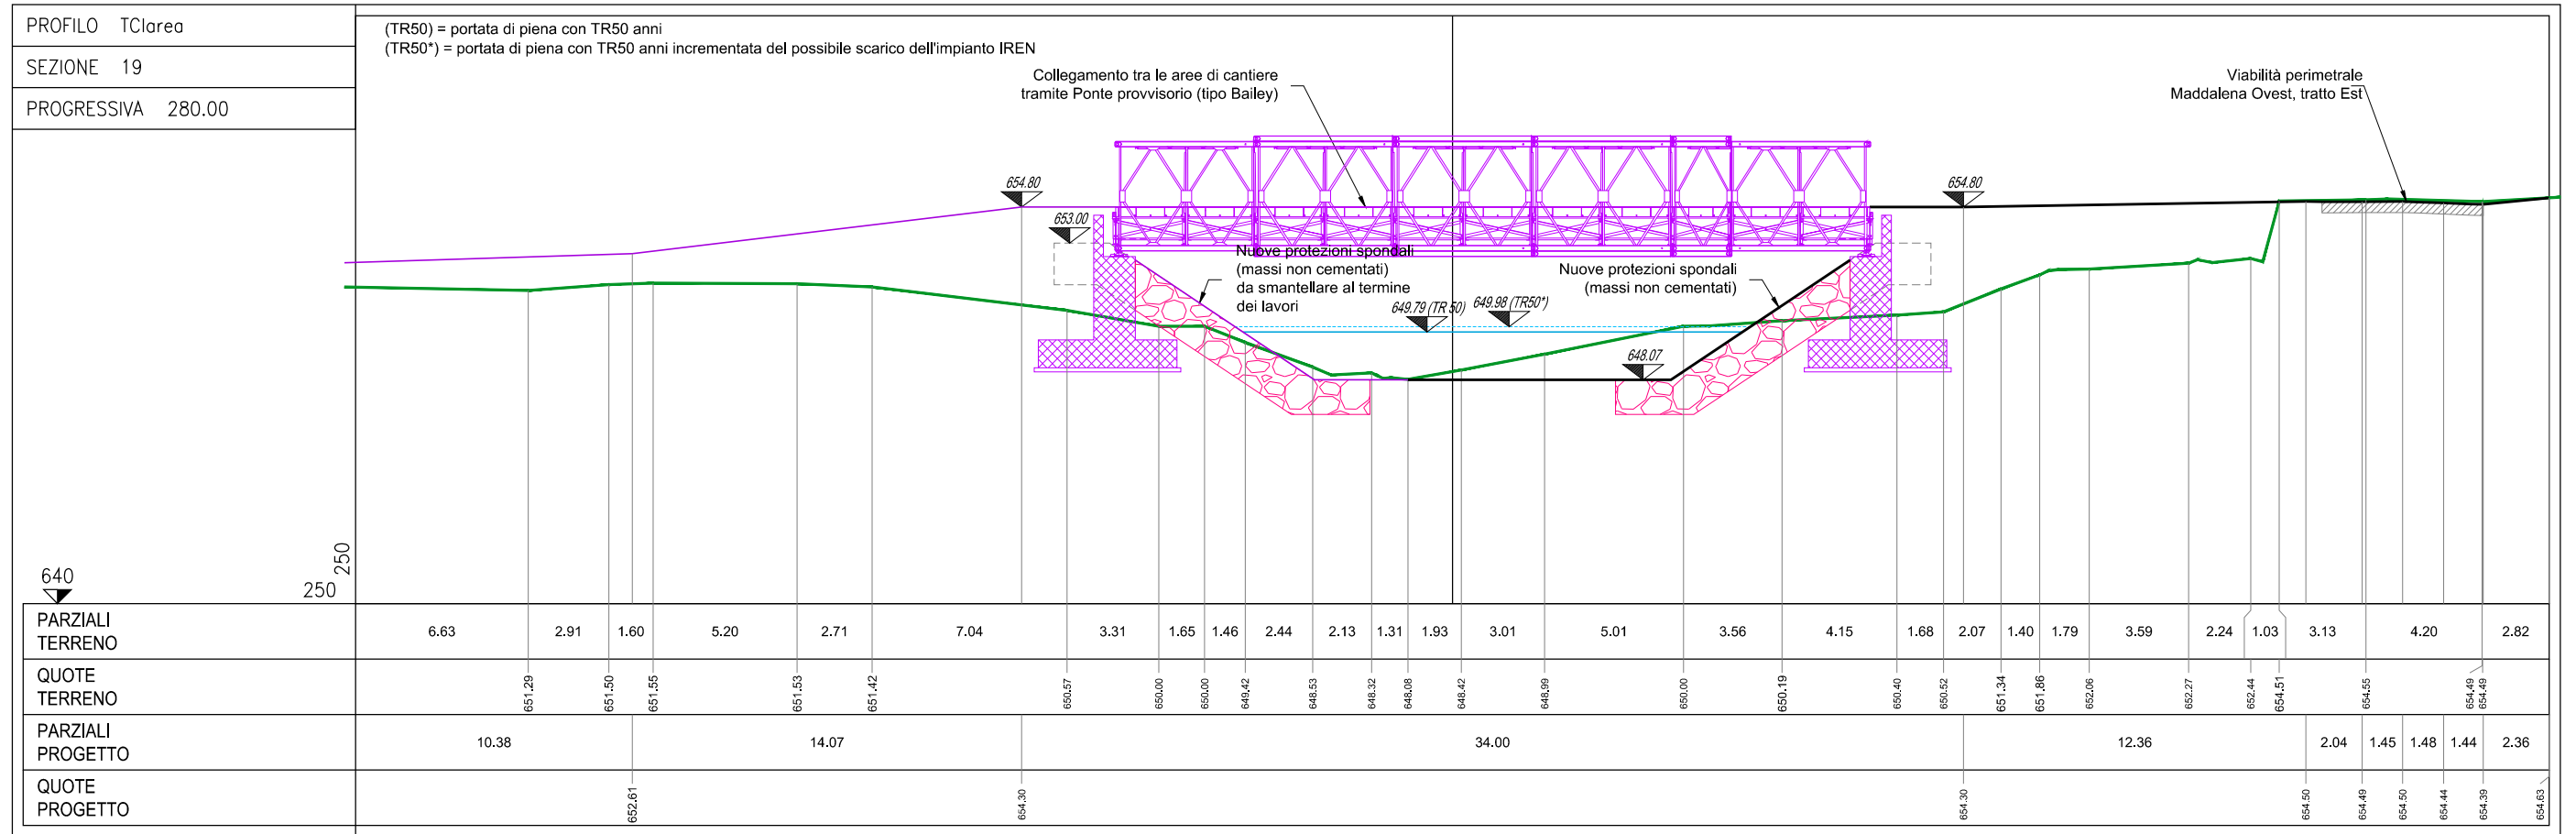 PROFILO TClarea
SEZIONE 19
PROGRESSIVA 280.00
(TR50) = portata di piena con TR50 anni
(TR50*) = portata di piena con TR50 anni incrementata del possibile scarico dell'impianto IREN
Collegamento tra le aree di cantiere
tramite Ponte provvisorio (tipo Bailey)
Viabilità perimetrale
Maddalena Ovest, tratto Est
654.80
653.00
654.80
Nuove protezioni spondali
(massi non cementati)
da smantellare al termine
dei lavori
Nuove protezioni spondali
(massi non cementati)
649.79 (TR 50)
649.98 (TR50*)
648.07
250
640
250
PARZIALI
TERRENO
6.63 2.91 1.60 5.20 2.71 7.04 3.31 1.65 1.46 2.44 2.13 1.31 1.93 3.01 5.01 3.56 4.15 1.68 2.07 1.40 1.79 3.59 2.24 1.03 3.13 4.20 2.82
QUOTE
TERRENO
651.29 651.50 651.55 651.53 651.42 650.57 650.00 650.00 649.42 648.53 648.32 648.08 648.42 648.99 650.00 650.19 650.40 650.52 651.34 651.86 652.06 652.27 652.44 654.51 654.55 654.49 654.49
PARZIALI
PROGETTO
10.38 14.07 34.00 12.36 2.04 1.45 1.48 1.44 2.36
QUOTE
PROGETTO
652.61 654.30 654.30 654.50 654.49 654.50 654.44 654.39 654.63